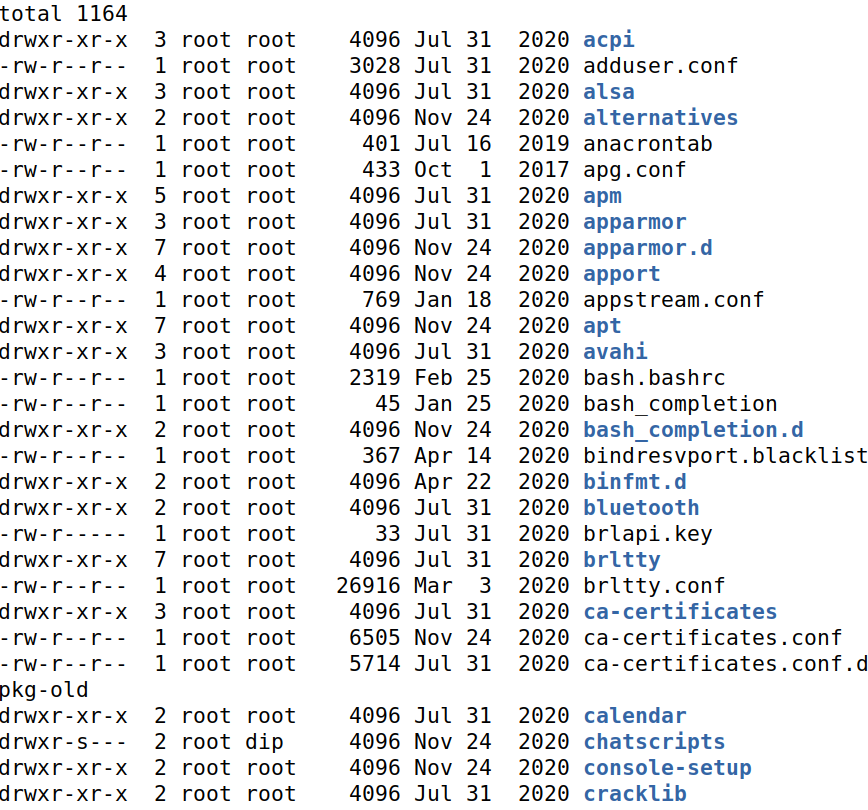 total 1164
drwxr-xr-x  3 root root    4096 Jul 31  2020 acpi
-rw-r--r--  1 root root    3028 Jul 31  2020 adduser.conf
drwxr-xr-x  3 root root    4096 Jul 31  2020 alsa
drwxr-xr-x  2 root root    4096 Nov 24  2020 alternatives
-rw-r--r--  1 root root     401 Jul 16  2019 anacrontab
-rw-r--r--  1 root root     433 Oct  1  2017 apg.conf
drwxr-xr-x  5 root root    4096 Jul 31  2020 apm
drwxr-xr-x  3 root root    4096 Jul 31  2020 apparmor
drwxr-xr-x  7 root root    4096 Nov 24  2020 apparmor.d
drwxr-xr-x  4 root root    4096 Nov 24  2020 apport
-rw-r--r--  1 root root     769 Jan 18  2020 appstream.conf
drwxr-xr-x  7 root root    4096 Nov 24  2020 apt
drwxr-xr-x  3 root root    4096 Jul 31  2020 avahi
-rw-r--r--  1 root root    2319 Feb 25  2020 bash.bashrc
-rw-r--r--  1 root root      45 Jan 25  2020 bash_completion
drwxr-xr-x  2 root root    4096 Nov 24  2020 bash_completion.d
-rw-r--r--  1 root root     367 Apr 14  2020 bindresvport.blacklist
drwxr-xr-x  2 root root    4096 Apr 22  2020 binfmt.d
drwxr-xr-x  2 root root    4096 Jul 31  2020 bluetooth
-rw-r-----  1 root root      33 Jul 31  2020 brlapi.key
drwxr-xr-x  7 root root    4096 Jul 31  2020 brltty
-rw-r--r--  1 root root   26916 Mar  3  2020 brltty.conf
drwxr-xr-x  3 root root    4096 Jul 31  2020 ca-certificates
-rw-r--r--  1 root root    6505 Nov 24  2020 ca-certificates.conf
-rw-r--r--  1 root root    5714 Jul 31  2020 ca-certificates.conf.d
pkg-old
drwxr-xr-x  2 root root    4096 Jul 31  2020 calendar
drwxr-s---  2 root dip     4096 Nov 24  2020 chatscripts
drwxr-xr-x  2 root root    4096 Nov 24  2020 console-setup
drwxr-xr-x  2 root root    4096 Jul 31  2020 cracklib